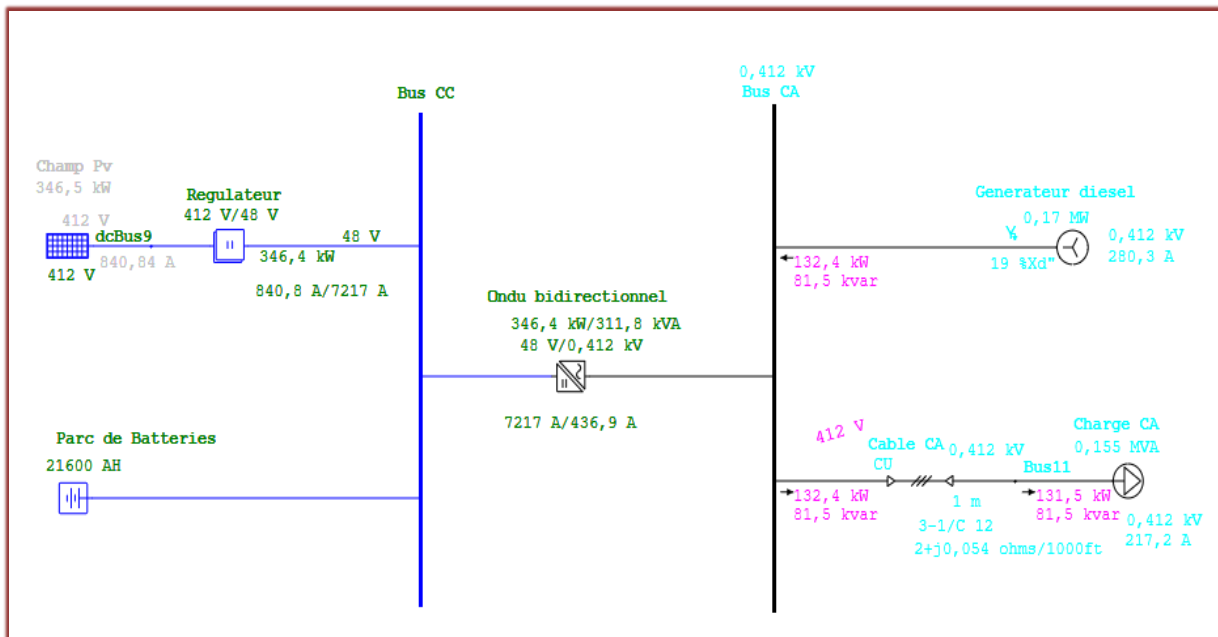 0,412 kV
Bus CA
Bus CC
Champ Pv
346,5 kW
412 V
dcBus9
840,84 A
412 V
Regulateur
412 V/48 V
48 V
346,4 kW
840,8 A/7217 A
Generateur diesel
0,17 MW
0,412 kV
280,3 A
19 %Xd"
132,4 kW
81,5 kvar
Ondu bidirectionnel
346,4 kW/311,8 kVA
48 V/0,412 kV
7217 A/436,9 A
Parc de Batteries
21600 AH
412 V
Cable CA
CU
0,412 kV
Bus11
Charge CA
0,155 MVA
132,4 kW
81,5 kvar
1 m
3-1/C 12
2+j0,054 ohms/1000ft
131,5 kW
81,5 kvar
0,412 kV
217,2 A